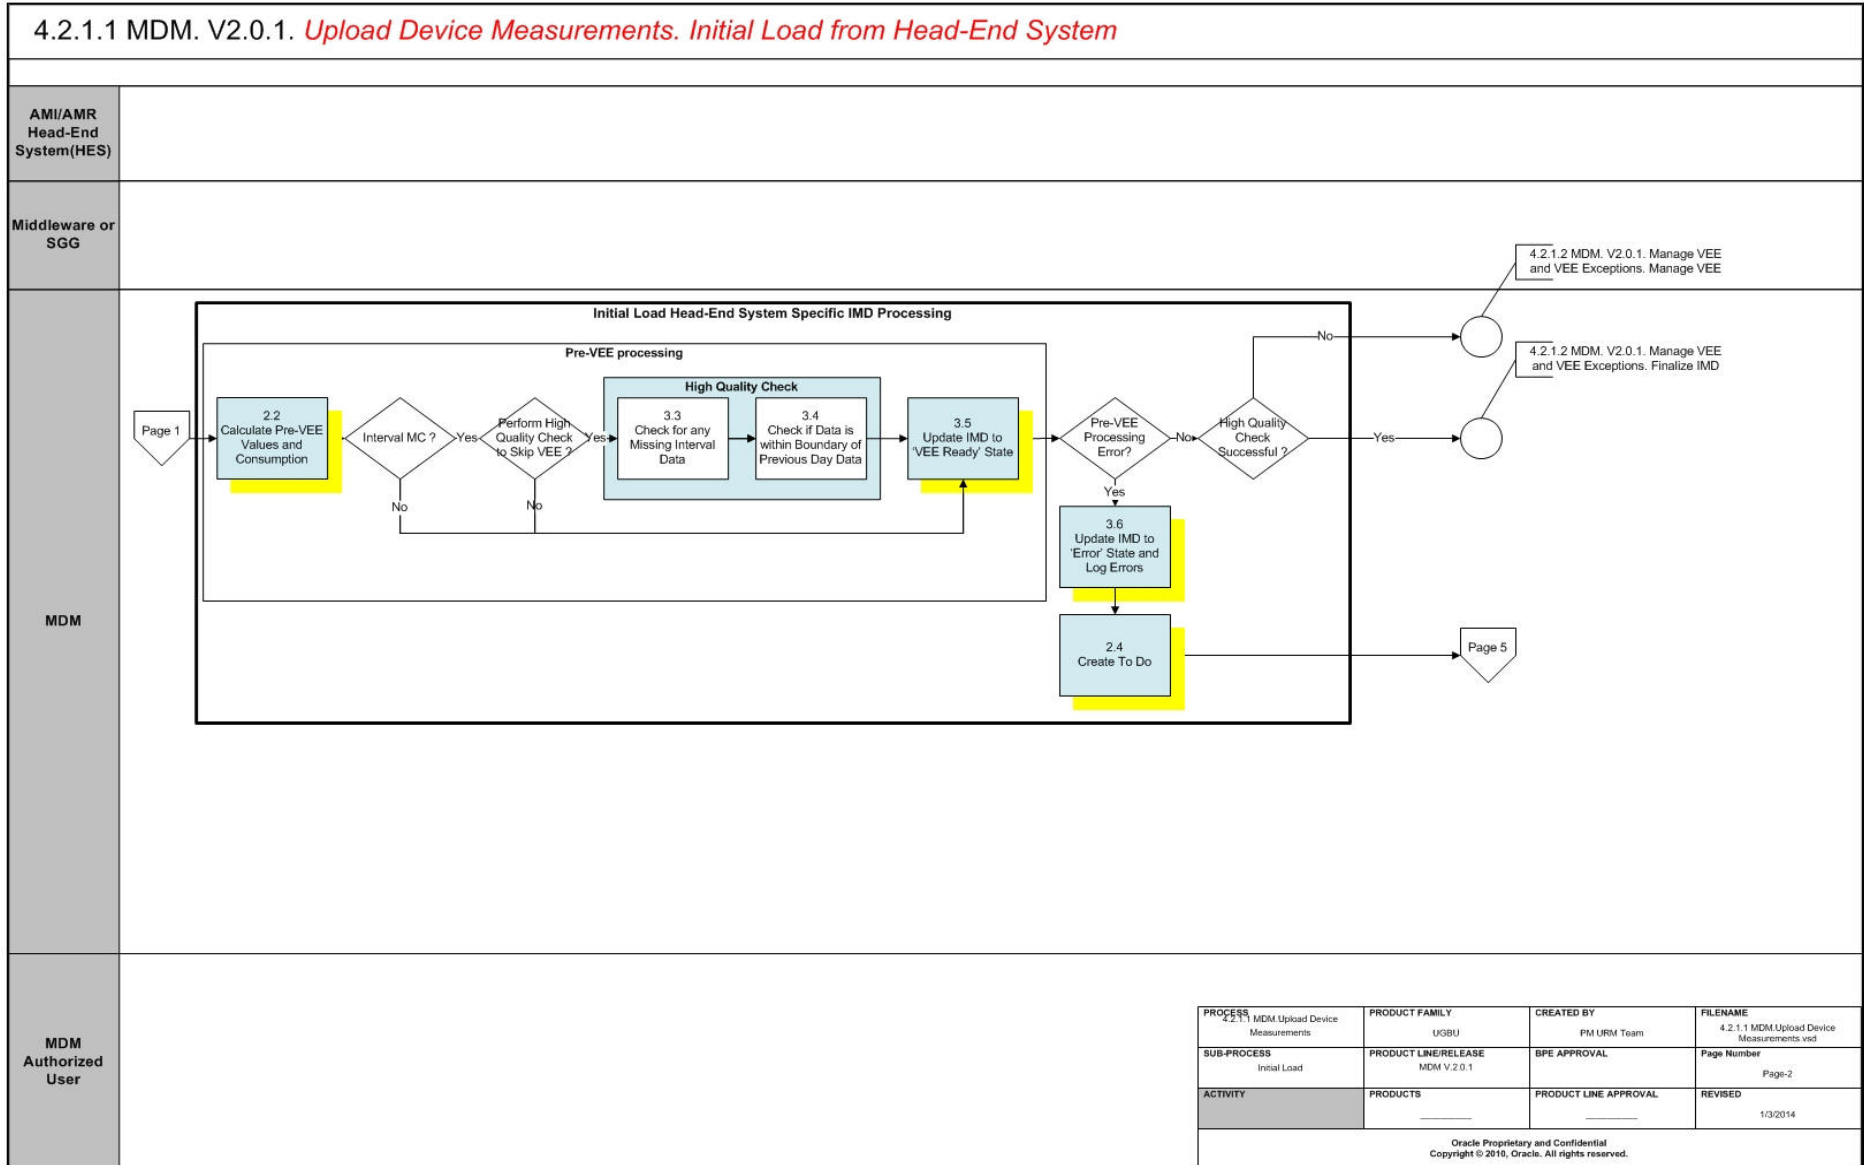 4.2.1.1 MDM. V2.0.1. Upload Device Measurements. Initial Load from Head-End System
AMI/AMR
Head-End
System(HES)
Middleware or
SGG
4.2.1.2 MDM. V2.0.1. Manage VEE
and VEE Exceptions. Manage VEE
MDM
Initial Load Head-End System Specific IMD Processing
No
Pre-VEE processing
4.2.1.2 MDM. V2.0.1. Manage VEE
and VEE Exceptions. Finalize IMD
High Quality Check
Page 1
2.2
Calculate Pre-VEE
Values and
Consumption
Interval MC ?
Yes
Perform High
Quality Check
to Skip VEE ?
Yes
3.3
Check for any
Missing Interval
Data
3.4
Check if Data is
within Boundary of
Previous Day Data
3.5
Update IMD to
'VEE Ready' State
Pre-VEE
Processing
Error?
No
High Quality
Check
Successful ?
Yes
No
No
Yes
3.6
Update IMD to
'Error' State and
Log Errors
2.4
Create To Do
Page 5
MDM
Authorized
User
PROCESS
4.2.1.1 MDM.Upload Device
Measurements
PRODUCT FAMILY
UGBU
CREATED BY
PM URM Team
FILENAME
4.2.1.1 MDM.Upload Device
Measurements.vsd
SUB-PROCESS
Initial Load
PRODUCT LINE/RELEASE
MDM V.2.0.1
BPE APPROVAL
Page Number
Page-2
ACTIVITY
PRODUCTS
PRODUCT LINE APPROVAL
REVISED
1/3/2014
Oracle Proprietary and Confidential
Copyright © 2010, Oracle. All rights reserved.